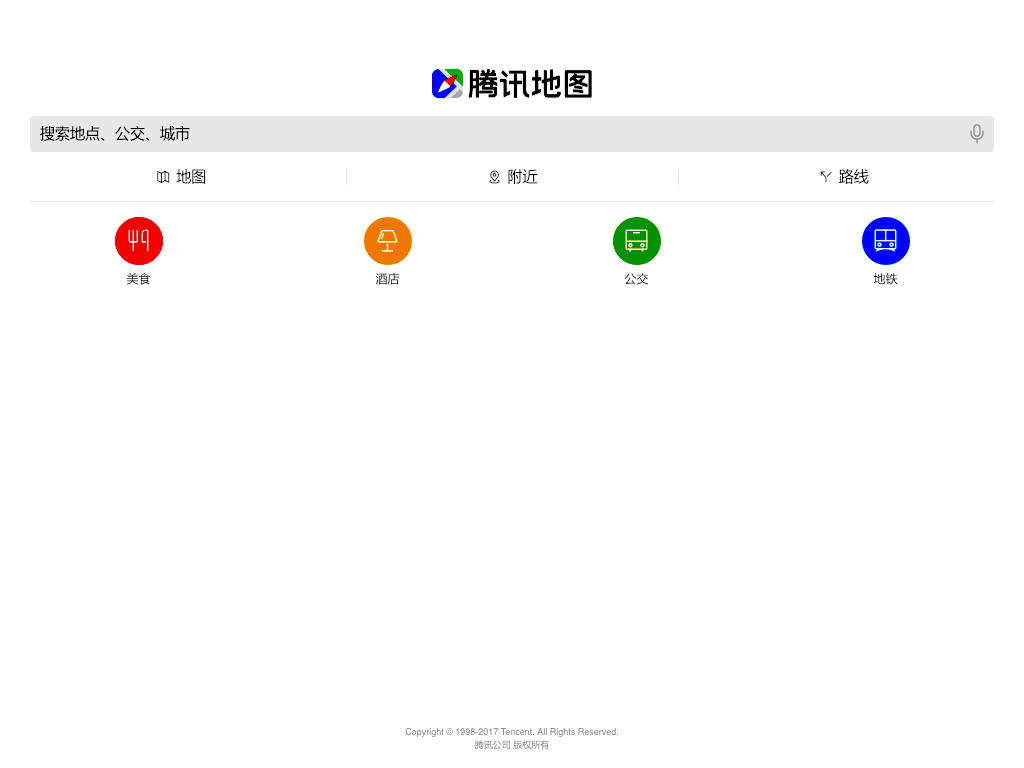 腾讯地图
搜索地点、公交、城市
地图 附近 路线
美食 酒店 公交 地铁
Copyright © 1998-2017 Tencent. All Rights Reserved.
腾讯公司 版权所有